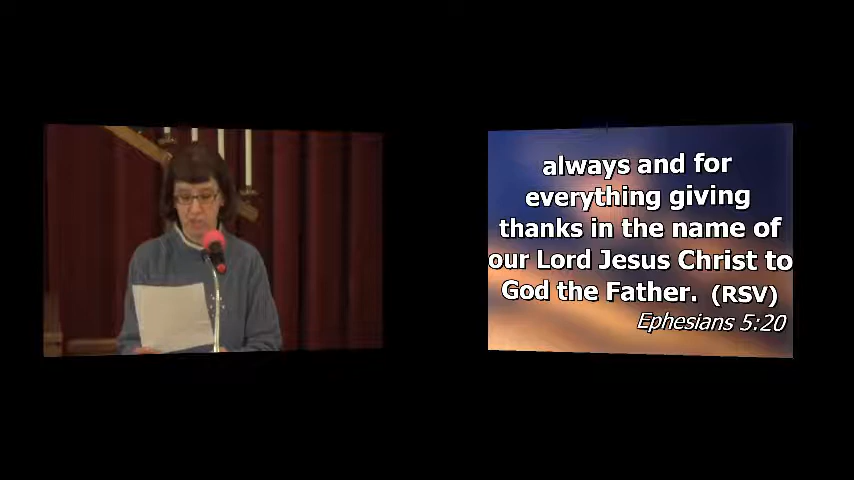 always and for
everything giving
thanks in the name of
our Lord Jesus Christ to
God the Father. (RSV)
Ephesians 5:20